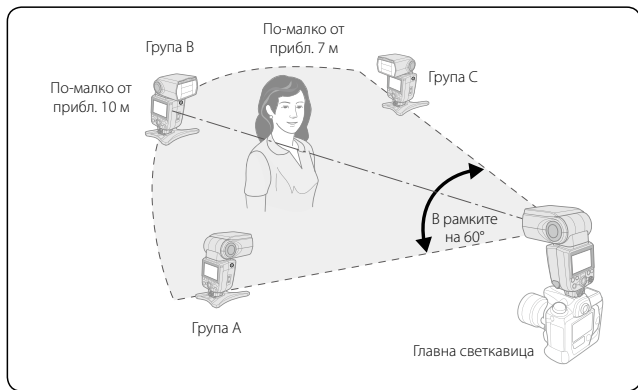 По-малко от
прибл. 7 м
Група B
Група C
По-малко от
прибл. 10 м
В рамките
на 60°
Група A
Главна светкавица